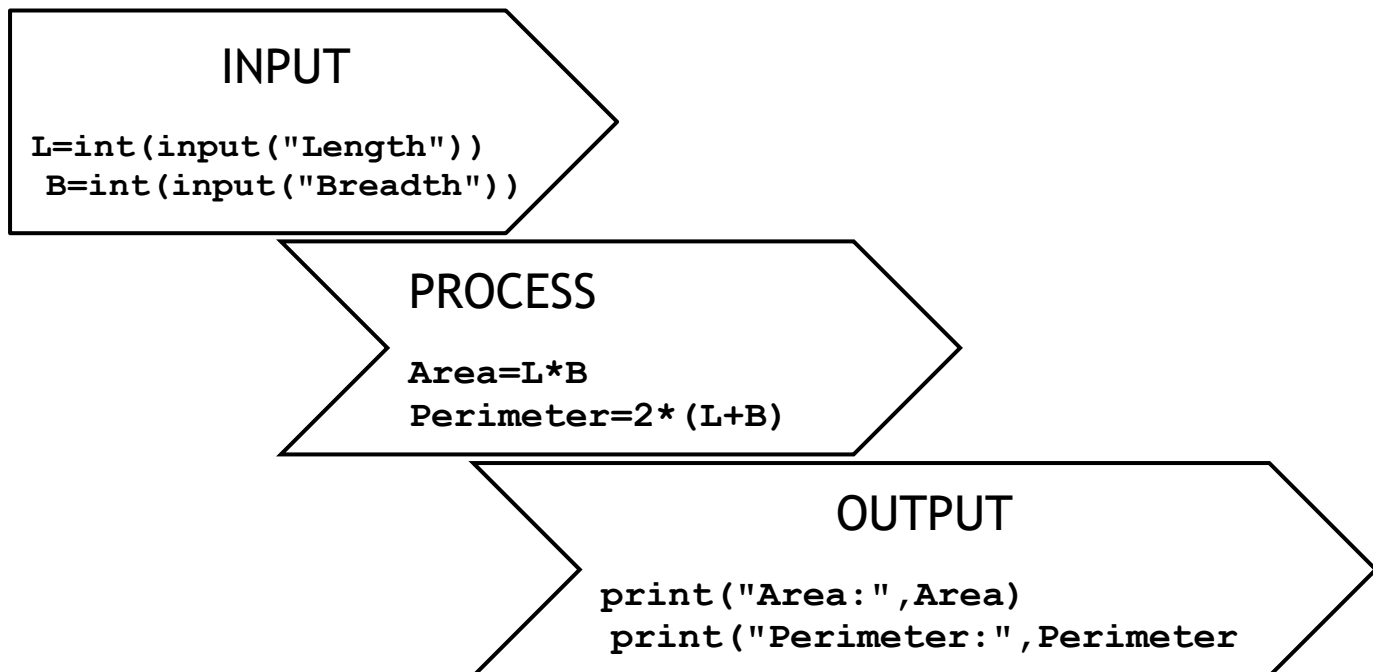 INPUT
L=int(input("Length"))
B=int(input("Breadth"))
PROCESS
Area=L*B
Perimeter=2*(L+B)
OUTPUT
print("Area:",Area)
print("Perimeter:",Perimeter